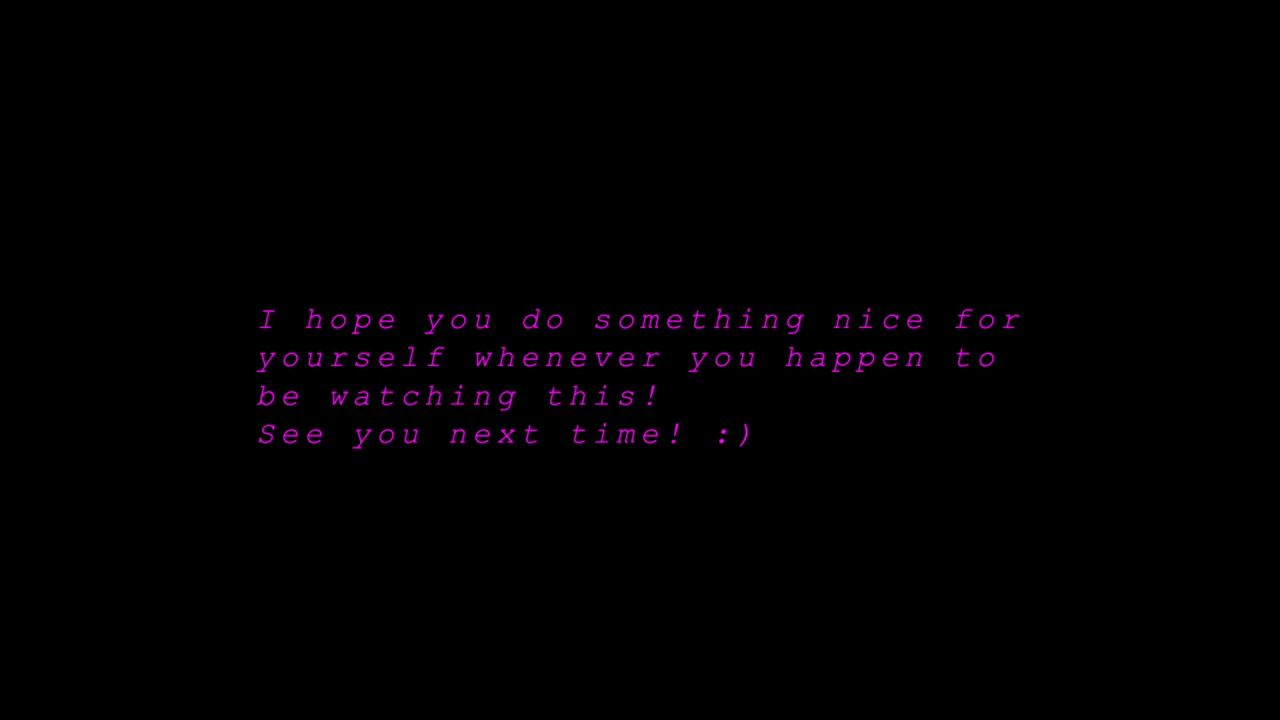 I hope you do something nice for
yourself whenever you happen to
be watching this!
See you next time! :)